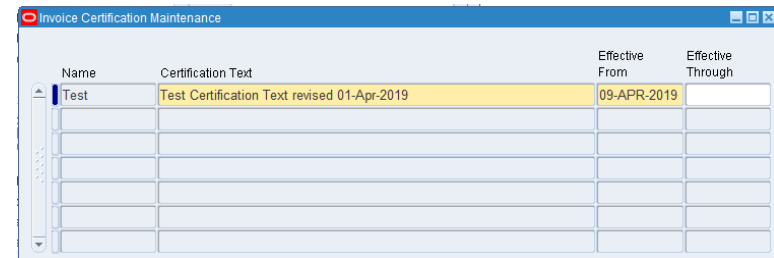 Invoice Certification Maintenance
Effective From
Effective Through
Name
Certification Text
Test
Test Certification Text revised 01-Apr-2019
09-APR-2019